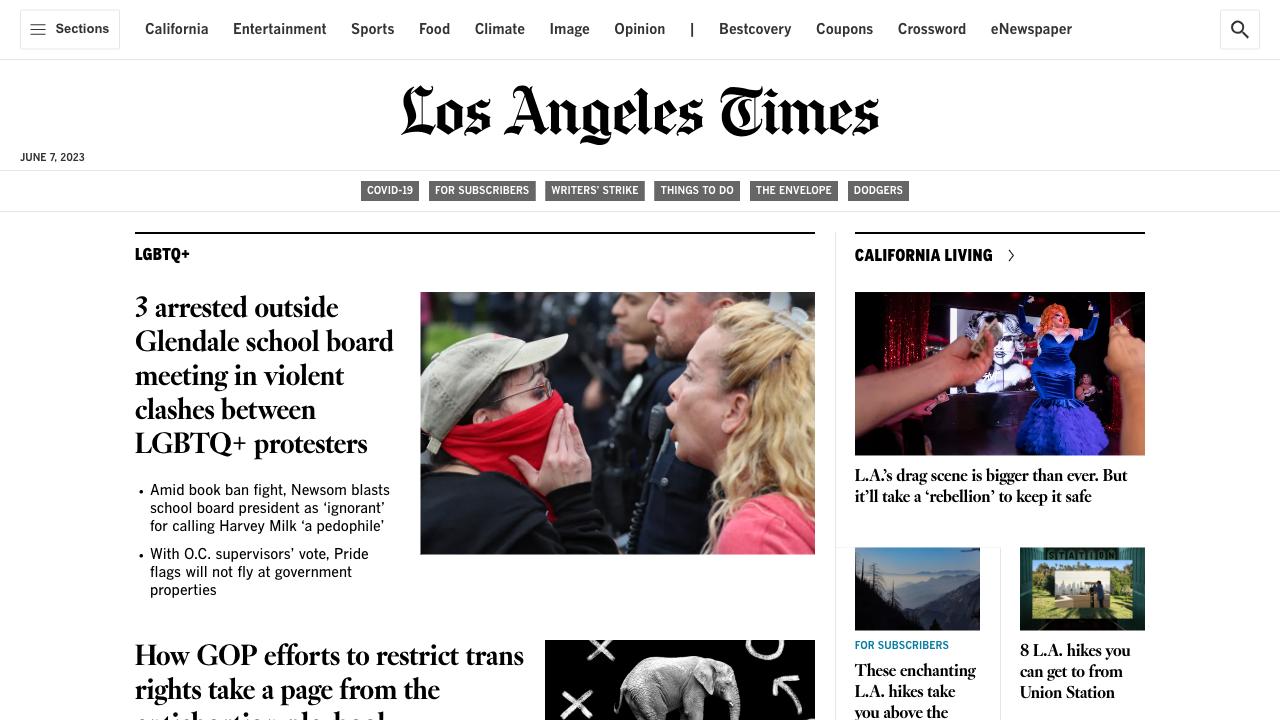 Sections
California
Entertainment
Sports
Food
Climate
Image
Opinion
|
Bestcovery
Coupons
Crossword
eNewspaper
Los Angeles Times
JUNE 7, 2023
COVID-19
FOR SUBSCRIBERS
WRITERS' STRIKE
THINGS TO DO
THE ENVELOPE
DODGERS
LGBTQ+
3 arrested outside
Glendale school board
meeting in violent
clashes between
LGBTQ+ protesters
• Amid book ban fight, Newsom blasts
school board president as ‘ignorant’
for calling Harvey Milk ‘a pedophile’
• With O.C. supervisors’ vote, Pride
flags will not fly at government
properties
How GOP efforts to restrict trans
rights take a page from the
CALIFORNIA LIVING
L.A.’s drag scene is bigger than ever. But
it’ll take a ‘rebellion’ to keep it safe
FOR SUBSCRIBERS
These enchanting
L.A. hikes take
you above the
STATION
8 L.A. hikes you
can get to from
Union Station